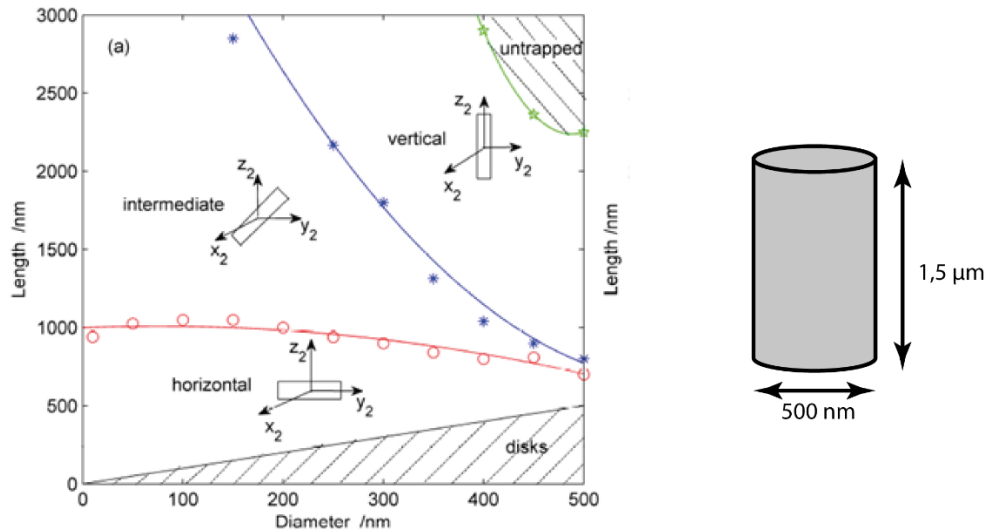 (a)
3000
2500
2000
1500
1000
500
0
Length /nm
0 100 200 300 400 500
Diameter /nm
untrapped
z₂
vertical
y₂
x₂
z₂
intermediate
y₂
x₂
z₂
horizontal
y₂
x₂
disks
Length /nm
1,5 µm
500 nm